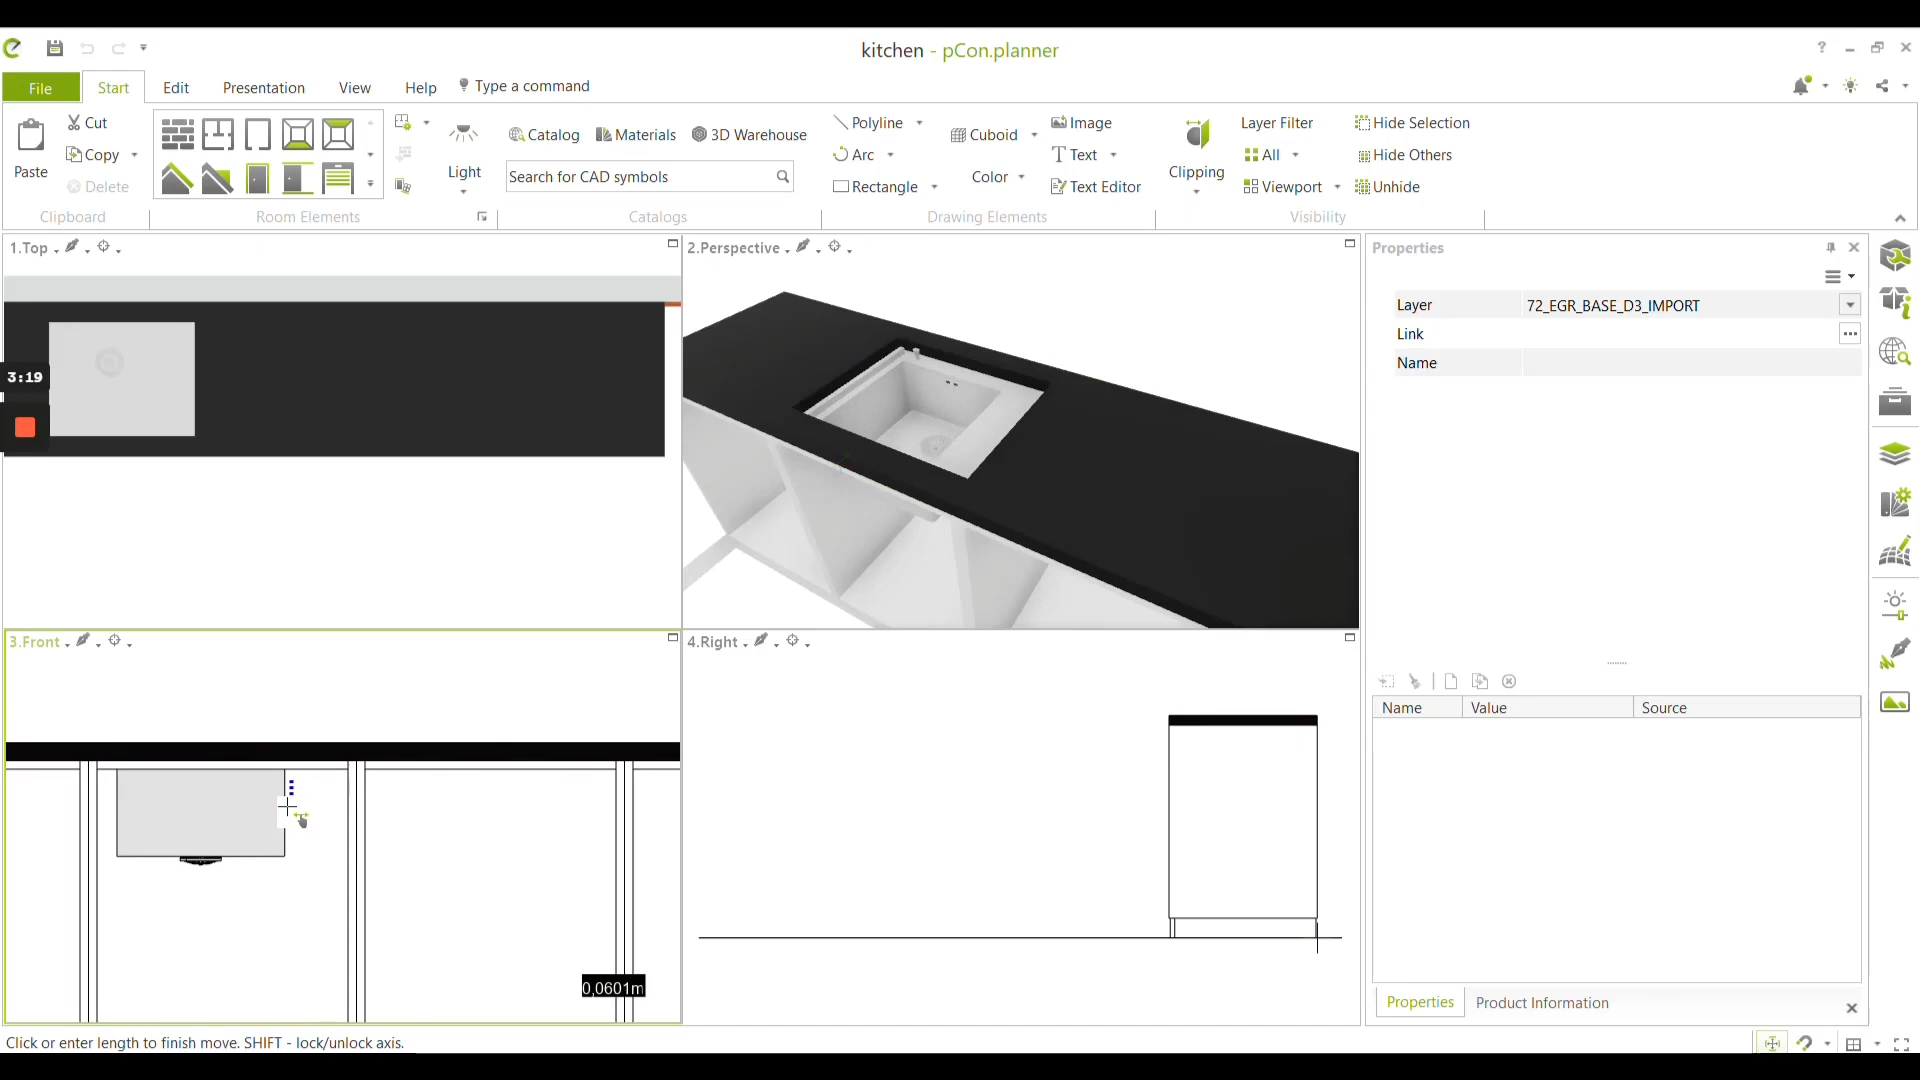 kitchen - pCon.planner
?
File
Start
Edit
Presentation
View
Help
Type a command
Paste
Cut
Copy
Delete
Clipboard
Room Elements
Light
Catalog
Materials
3D Warehouse
Search for CAD symbols
Catalogs
Polyline
Arc
Rectangle
Cuboid
Color
Image
Text
Text Editor
Drawing Elements
Clipping
Layer Filter
All
Viewport
Hide Selection
Hide Others
Unhide
Visibility
1.Top
2.Perspective
3:19
3.Front
4.Right
0,0601m
Properties
Layer 72_EGR_BASE_D3_IMPORT
Link
Name
Name Value Source
Properties Product Information
Click or enter length to finish move. SHIFT - lock/unlock axis.